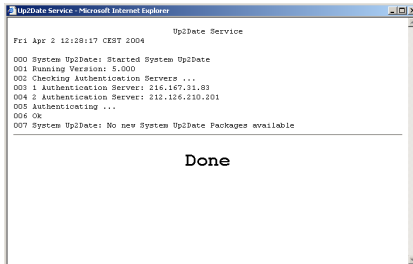 Up2Date Service - Microsoft Internet Explorer
Up2Date Service
Fri Apr 2 12:28:17 CEST 2004
000 System Up2Date: Started System Up2Date
001 Running Version: 5.000
002 Checking Authentication Servers ...
003 1 Authentication Server: 216.167.31.83
004 2 Authentication Server: 212.126.210.201
005 Authenticating ...
006 Ok
007 System Up2Date: No new System Up2Date Packages available
Done